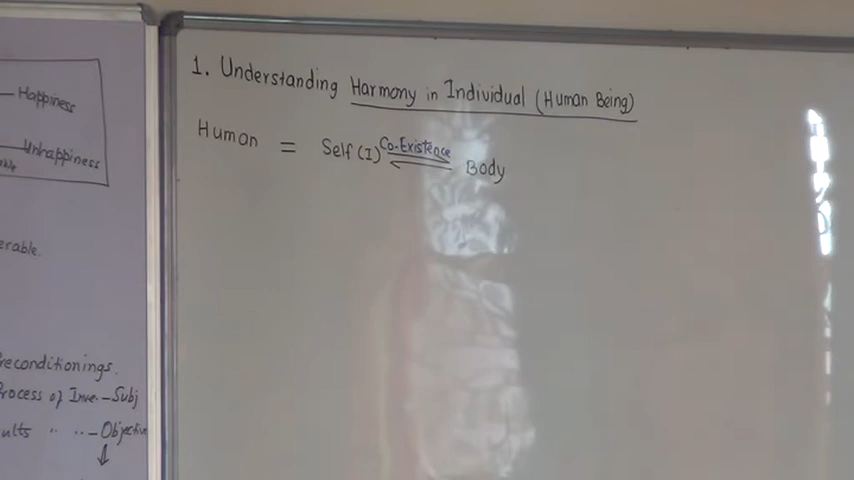 Happiness
Unhappiness
erable.
reconditionings.
rocess of Inve.-Subj
ults " " - Objective
1. Understanding Harmony in Individual (Human Being)
Human = Self (I) Co-Existence Body